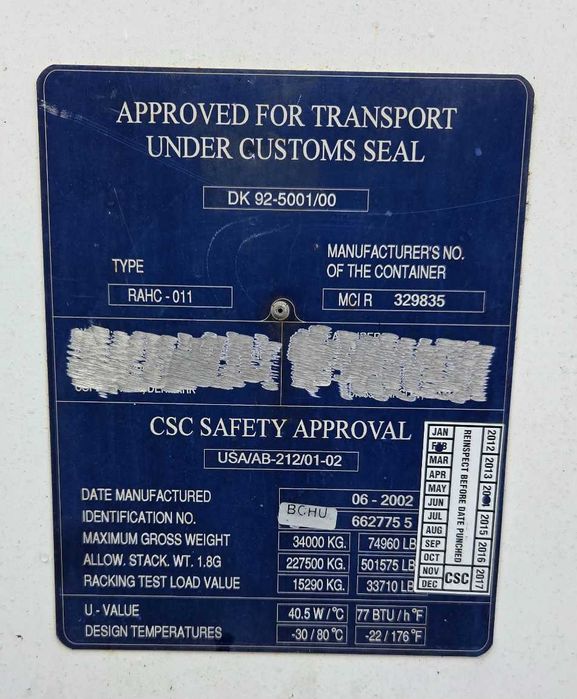 APPROVED FOR TRANSPORT
UNDER CUSTOMS SEAL
DK 92-5001/00
TYPE
MANUFACTURER'S NO.
OF THE CONTAINER
RAHC - 011
MCI R 329835
CSC SAFETY APPROVAL
USA/AB-212/01-02
DATE MANUFACTURED 06 - 2002
IDENTIFICATION NO. BCHU 662775 5
MAXIMUM GROSS WEIGHT 34000 KG. 74960 LB
ALLOW. STACK. WT. 1.8G 227500 KG. 501575 LB
RACKING TEST LOAD VALUE 15290 KG. 33710 LB
U - VALUE 40.5 W / °C 77 BTU / h °F
DESIGN TEMPERATURES -30 / 80 °C -22 / 176 °F
JAN
FEB
MAR
APR
MAY
JUN
JUL
AUG
SEP
OCT
NOV
DEC
REINSPECT BEFORE DATE PUNCHED
CSC
2012 2013 2014 2015 2016 2017